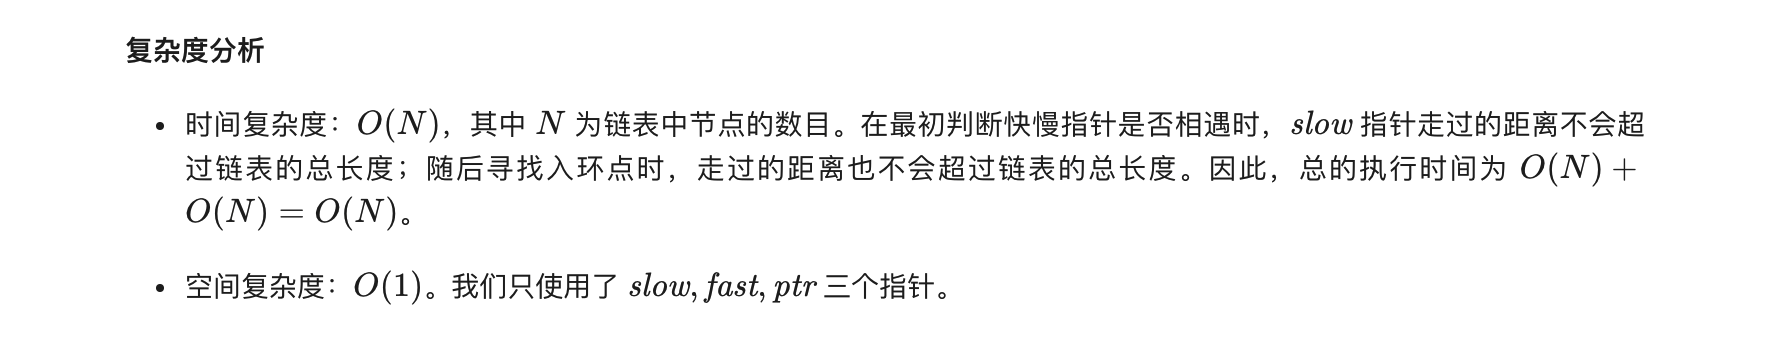 复杂度分析
• 时间复杂度：O(N)，其中 N 为链表中节点的数目。在最初判断快慢指针是否相遇时，slow 指针走过的距离不会超
过链表的总长度；随后寻找入环点时，走过的距离也不会超过链表的总长度。因此，总的执行时间为 O(N) +
O(N) = O(N)。
• 空间复杂度：O(1)。我们只使用了 slow, fast, ptr 三个指针。